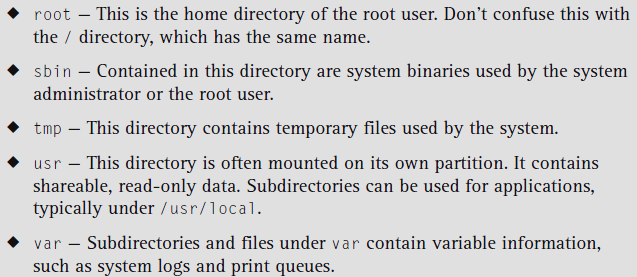 ◆ root – This is the home directory of the root user. Don’t confuse this with
the / directory, which has the same name.
◆ sbin – Contained in this directory are system binaries used by the system
administrator or the root user.
◆ tmp – This directory contains temporary files used by the system.
◆ usr – This directory is often mounted on its own partition. It contains
shareable, read-only data. Subdirectories can be used for applications,
typically under /usr/local.
◆ var – Subdirectories and files under var contain variable information,
such as system logs and print queues.